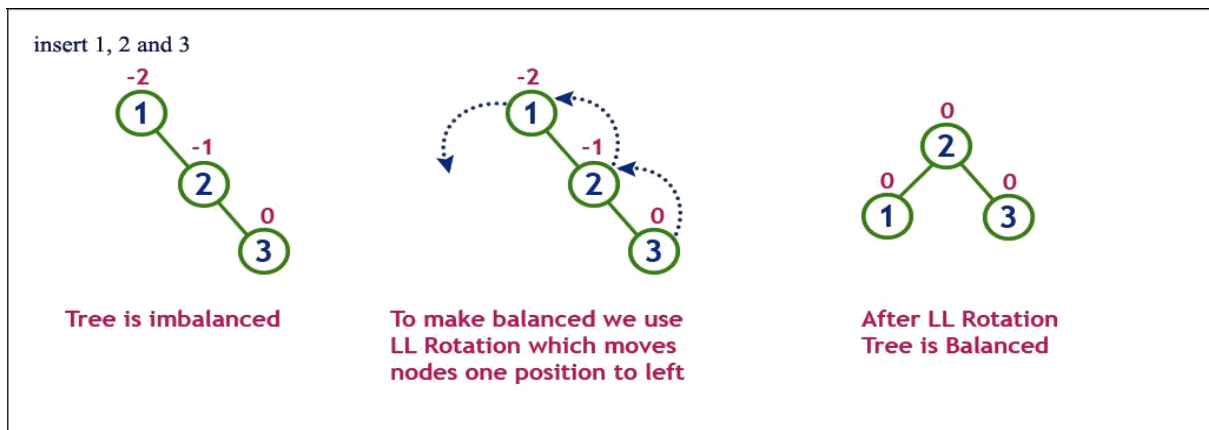 insert 1, 2 and 3
-2
1
-1
2
0
3
Tree is imbalanced
-2
1
-1
2
0
3
To make balanced we use
LL Rotation which moves
nodes one position to left
0
2
0
1
0
3
After LL Rotation
Tree is Balanced